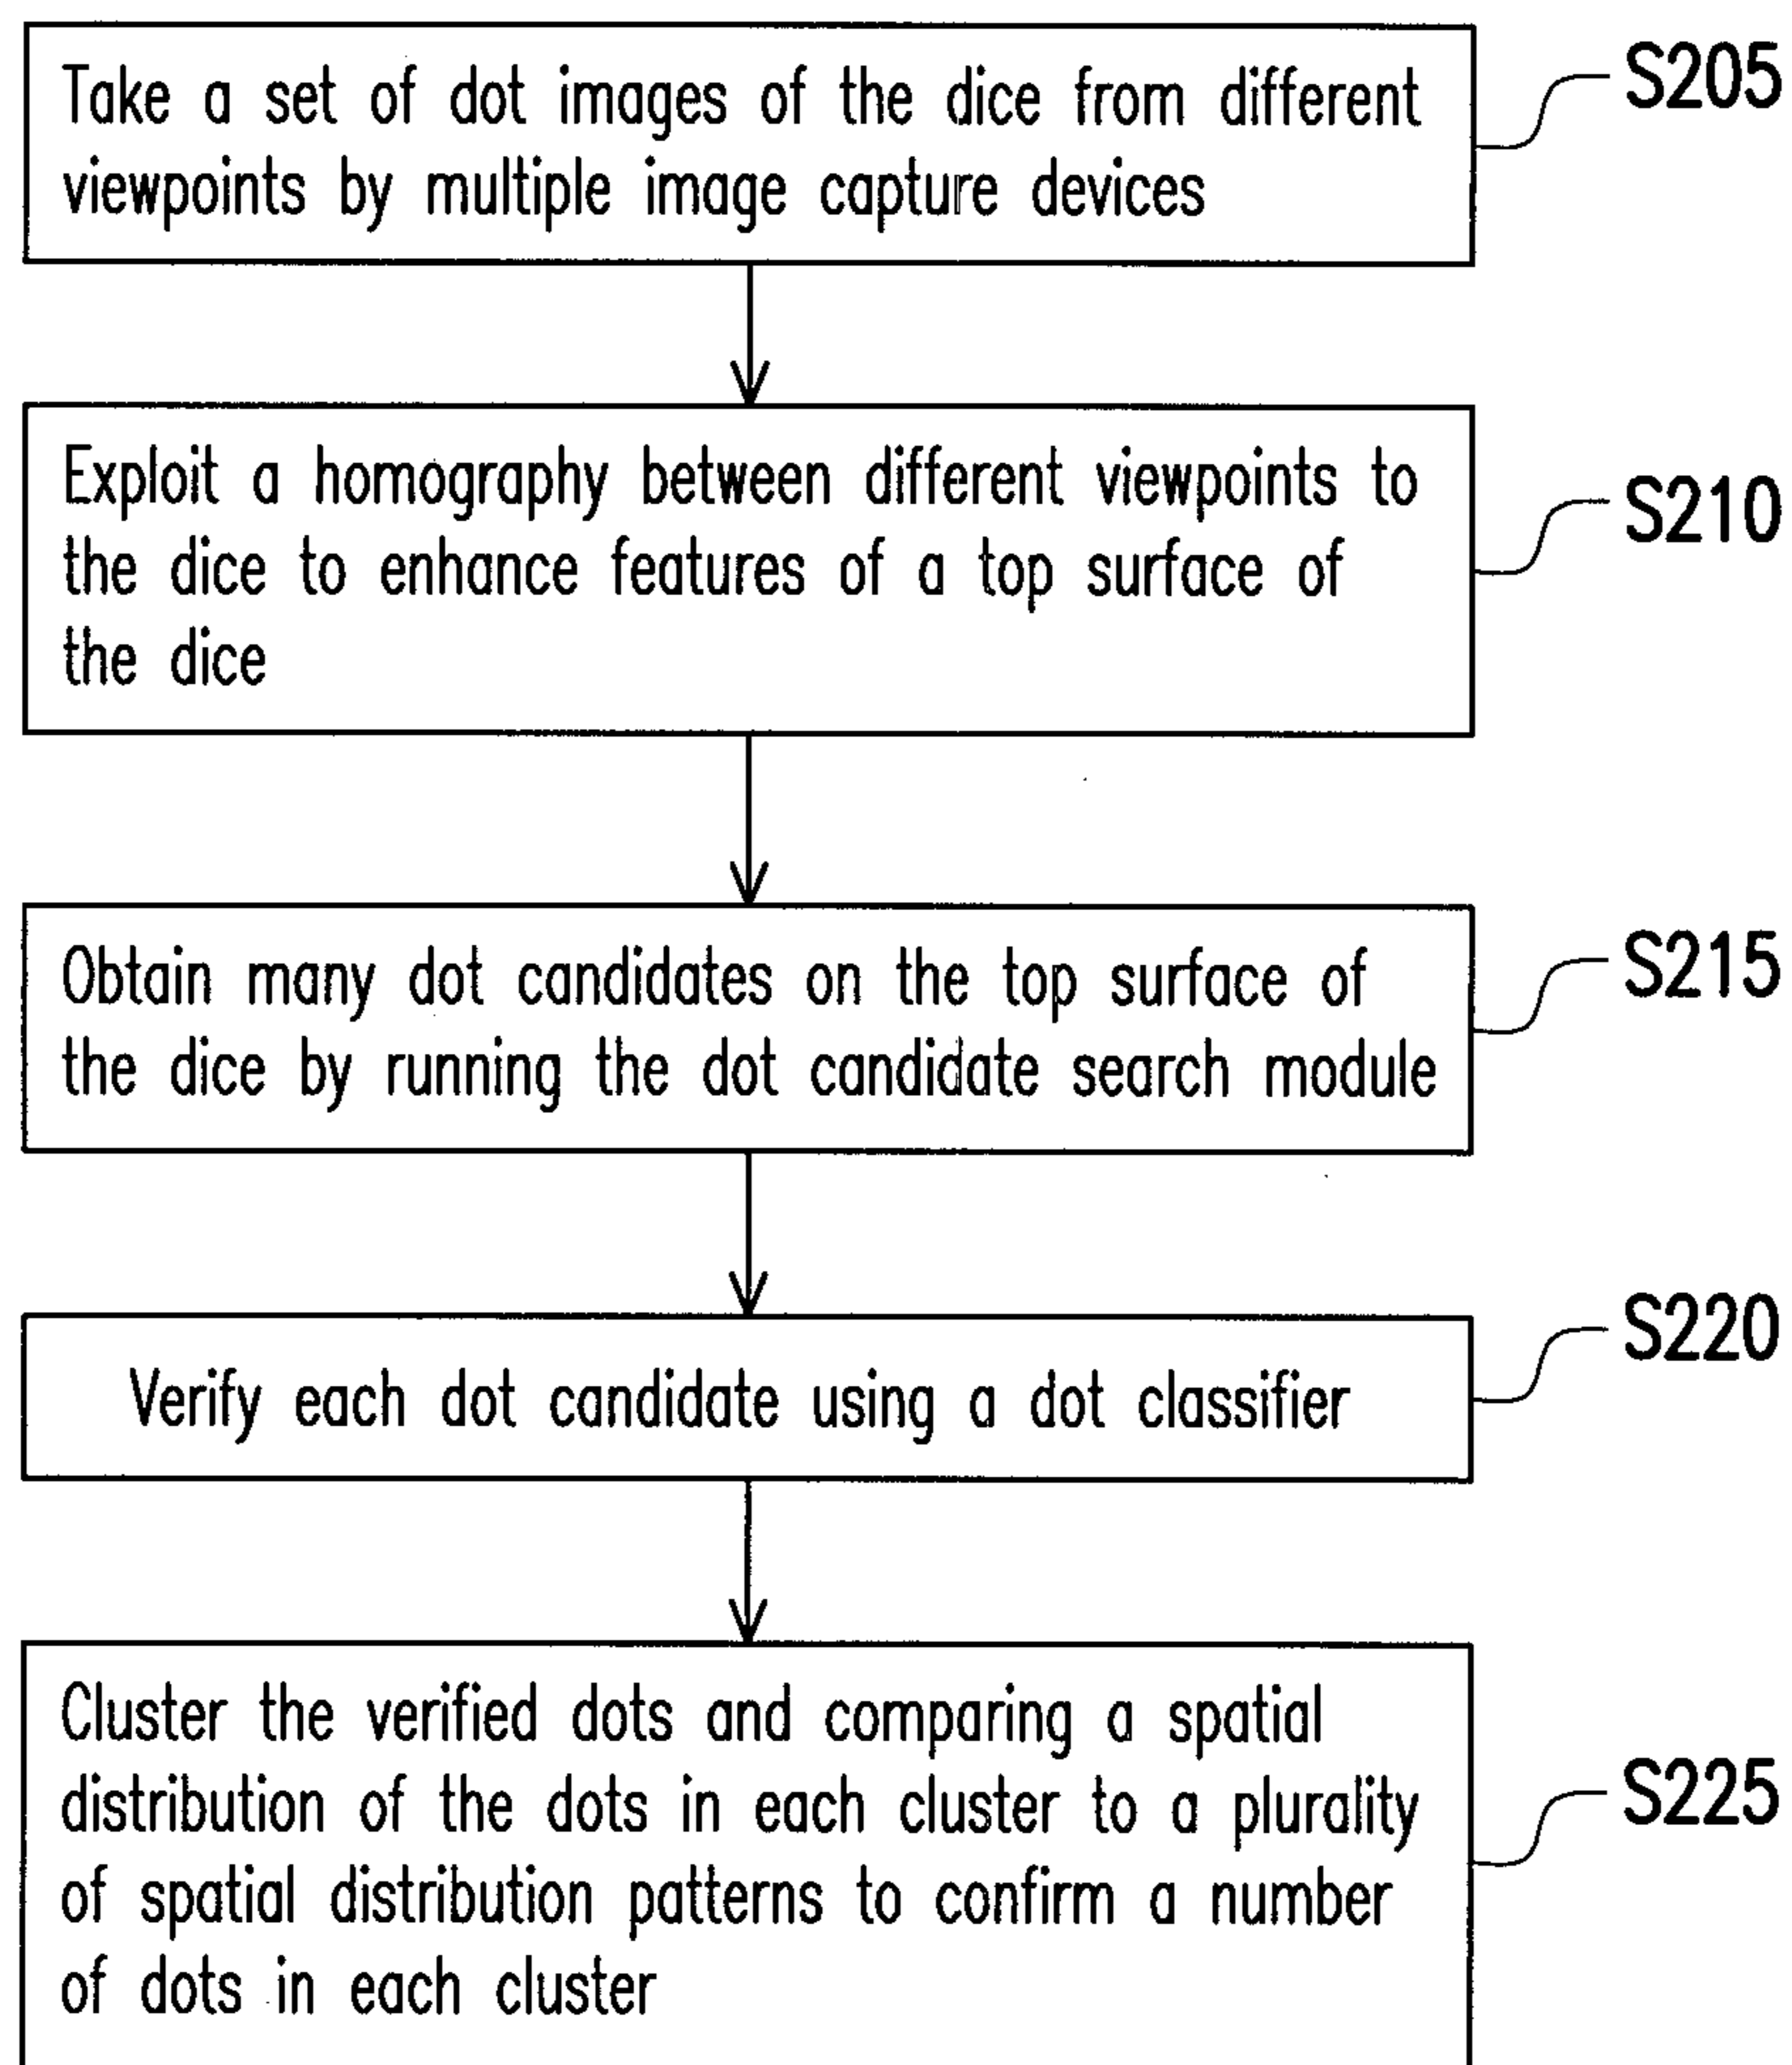 Take a set of dot images of the dice from different
viewpoints by multiple image capture devices
S205
Exploit a homography between different viewpoints to
the dice to enhance features of a top surface of
the dice
S210
Obtain many dot candidates on the top surface of
the dice by running the dot candidate search module
S215
Verify each dot candidate using a dot classifier
S220
Cluster the verified dots and comparing a spatial
distribution of the dots in each cluster to a plurality
of spatial distribution patterns to confirm a number
of dots in each cluster
S225